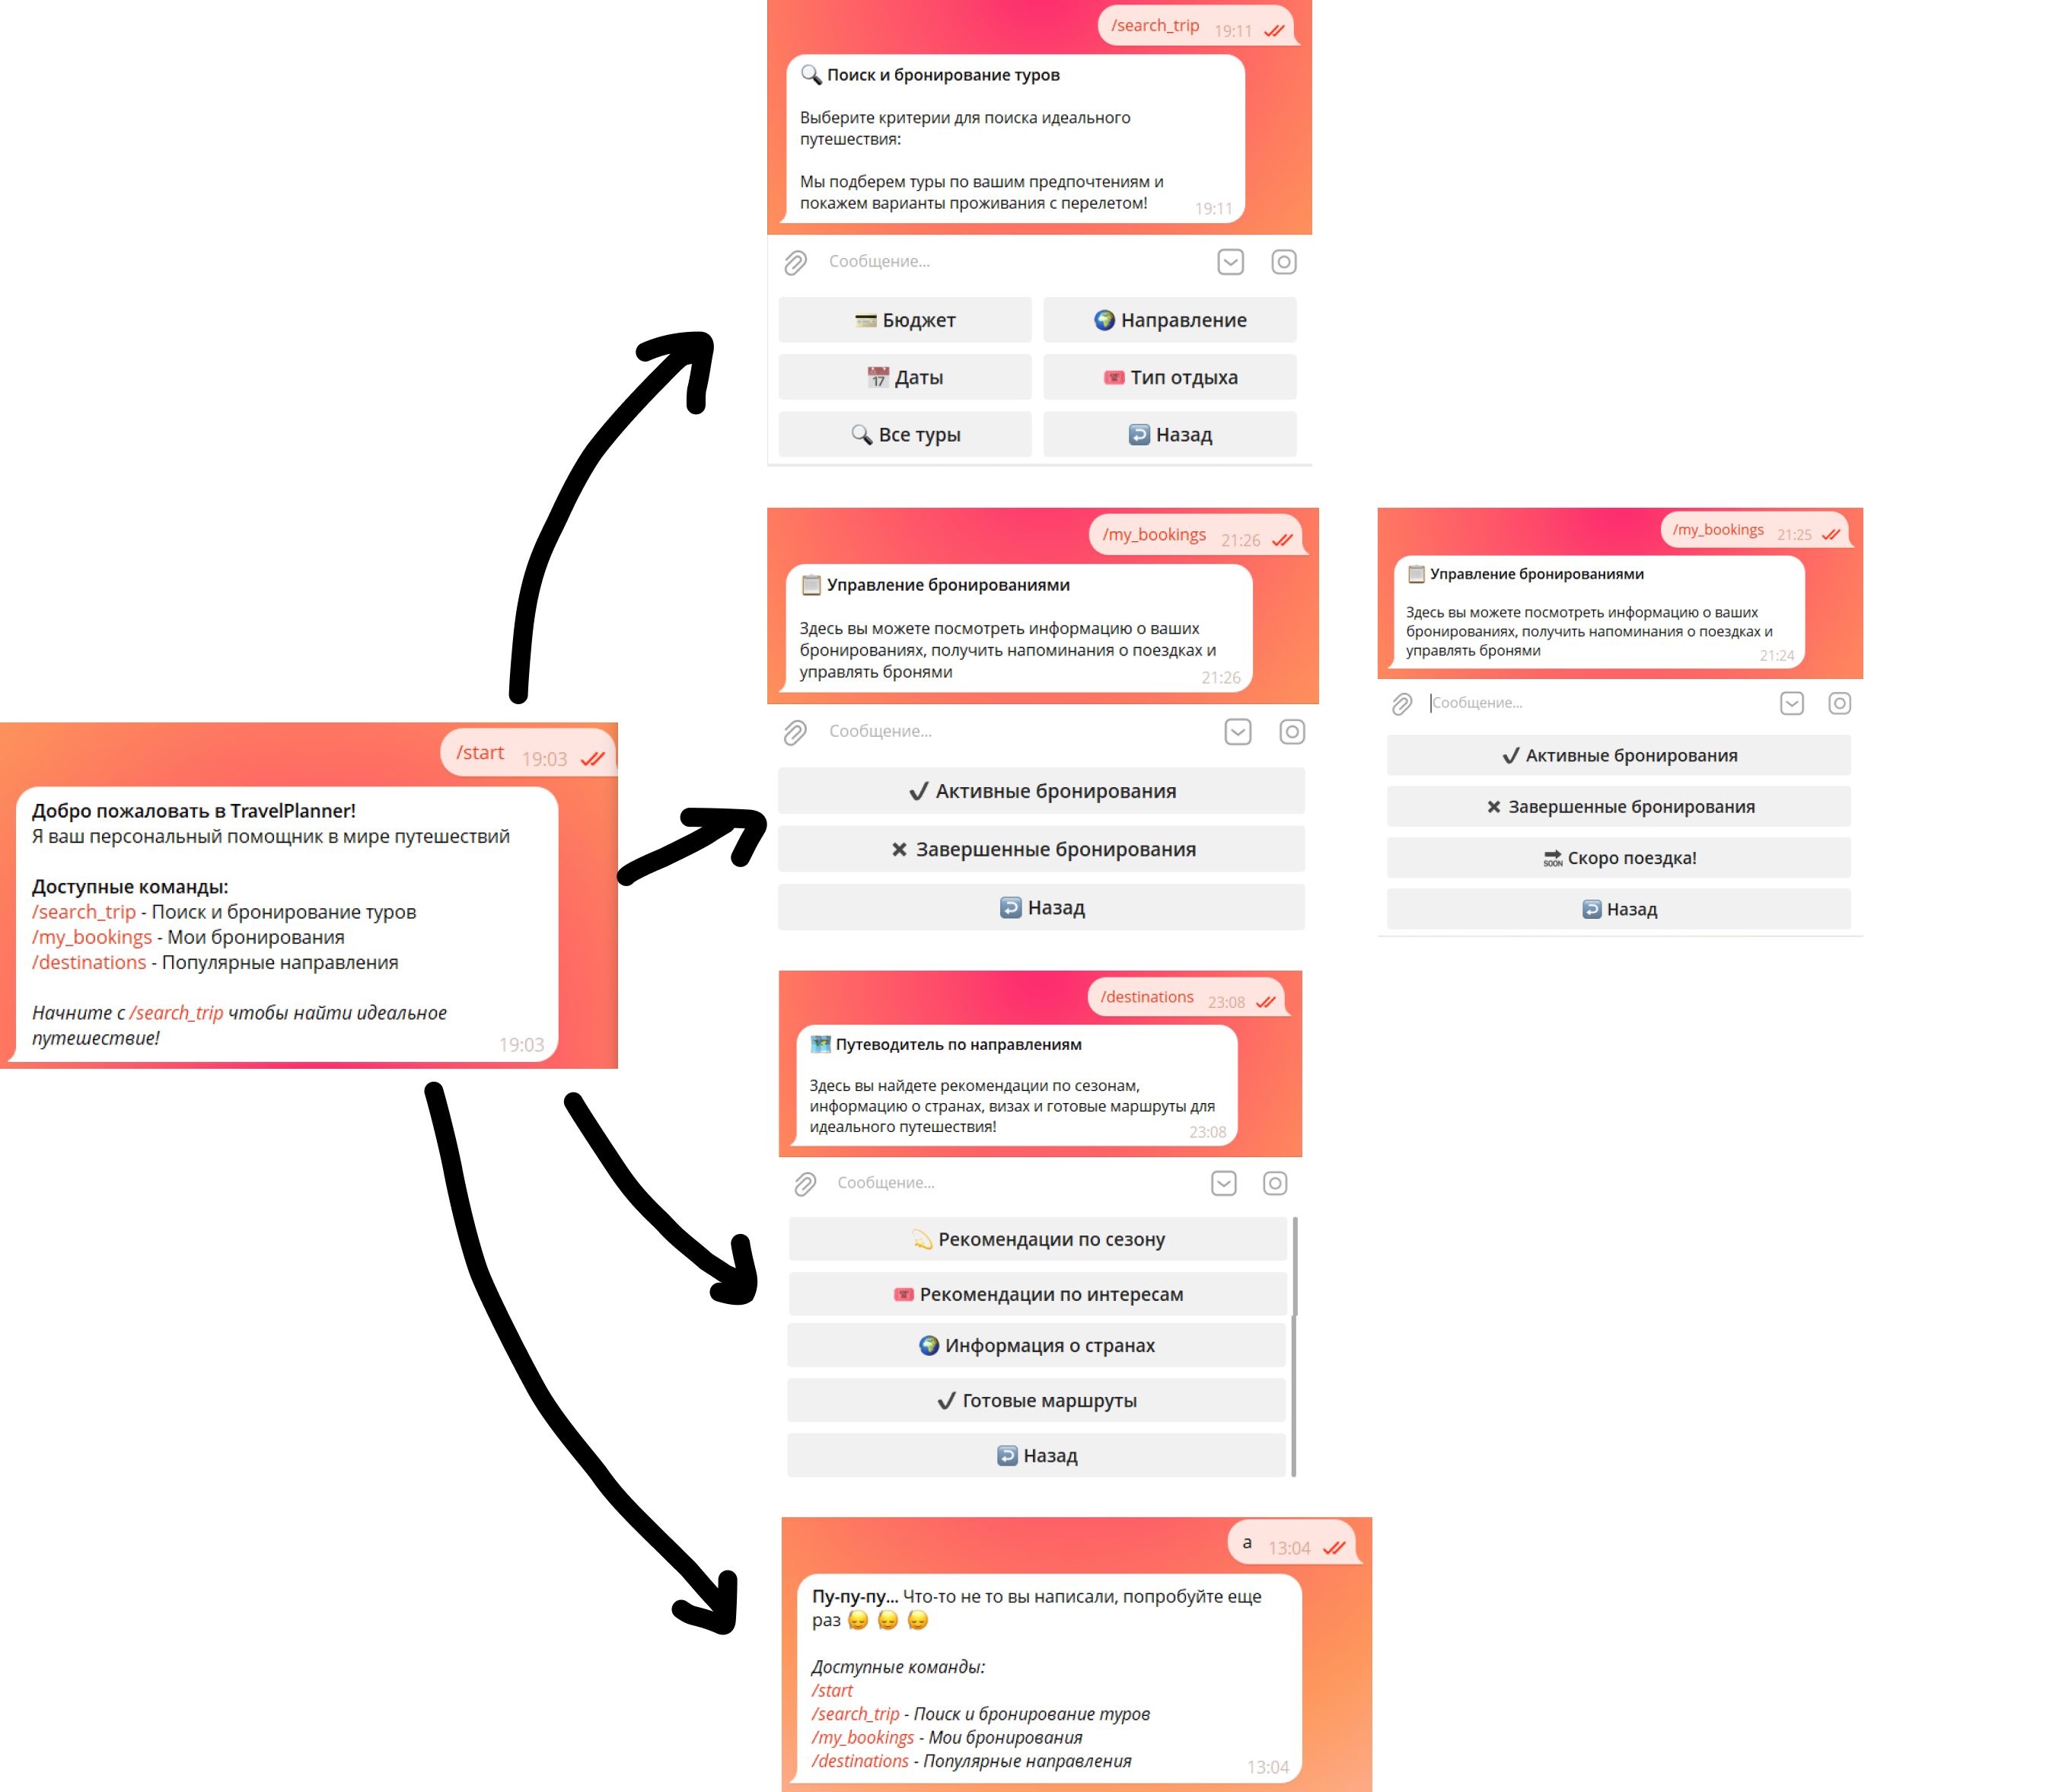 /start 19:03
Добро пожаловать в TravelPlanner!
Я ваш персональный помощник в мире путешествий
Доступные команды:
/search_trip - Поиск и бронирование туров
/my_bookings - Мои бронирования
/destinations - Популярные направления
Начните с /search_trip чтобы найти идеальное
путешествие!
19:03
/search_trip 19:11
Поиск и бронирование туров
Выберите критерии для поиска идеального
путешествия:
Мы подберем туры по вашим предпочтениям и
покажем варианты проживания с перелетом!
19:11
Сообщение...
Бюджет
Направление
17 Даты
Тип отдыха
Все туры
Назад
/my_bookings 21:26
Управление бронированиями
Здесь вы можете посмотреть информацию о ваших
бронированиях, получить напоминания о поездках и
управлять бронями
21:26
Сообщение...
Активные бронирования
Завершенные бронирования
Назад
/my_bookings 21:25
Управление бронированиями
Здесь вы можете посмотреть информацию о ваших
бронированиях, получить напоминания о поездках и
управлять бронями
21:24
Сообщение...
Активные бронирования
Завершенные бронирования
SOON Скоро поездка!
Назад
/destinations 23:08
Путеводитель по направлениям
Здесь вы найдете рекомендации по сезонам,
информацию о странах, визах и готовые маршруты для
идеального путешествия!
23:08
Сообщение...
Рекомендации по сезону
Рекомендации по интересам
Информация о странах
Готовые маршруты
Назад
а 13:04
Пу-пу-пу... Что-то не то вы написали, попробуйте еще
раз
Доступные команды:
/start
/search_trip - Поиск и бронирование туров
/my_bookings - Мои бронирования
/destinations - Популярные направления
13:04